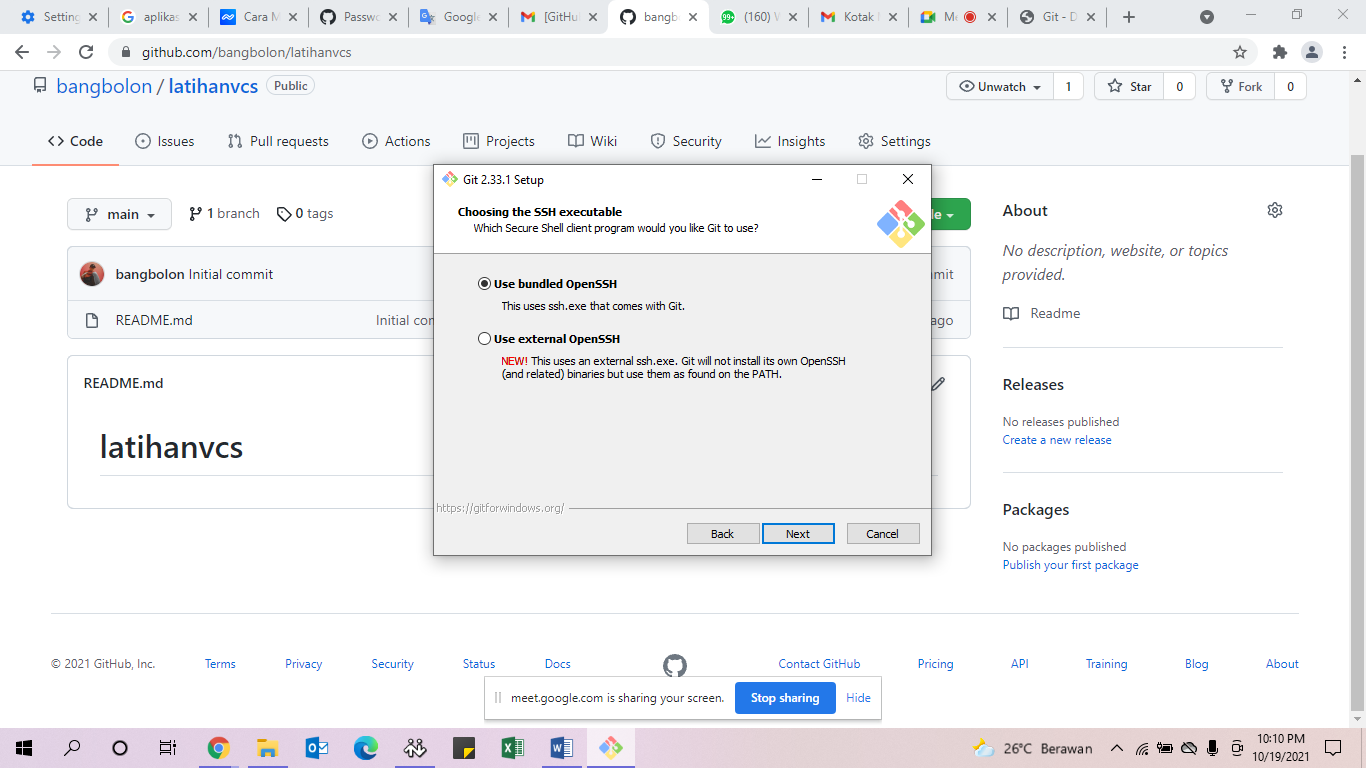 Setting
aplikas
Cara M
Passwo
Google
[GitHub
bangbo
(160) W
Kotak
M
Git - D
github.com/bangbolon/latihanvcs
bangbolon / latihanvcs Public
Unwatch 1
Star 0
Fork 0
Code
Issues
Pull requests
Actions
Projects
Wiki
Security
Insights
Settings
main
1 branch
0 tags
bangbolon Initial commit
README.md
Initial co
ago
README.md
latihanvcs
Git 2.33.1 Setup
Choosing the SSH executable
Which Secure Shell client program would you like Git to use?
Use bundled OpenSSH
This uses ssh.exe that comes with Git.
Use external OpenSSH
NEW! This uses an external ssh.exe. Git will not install its own OpenSSH
(and related) binaries but use them as found on the PATH.
https://gitforwindows.org/
Back
Next
Cancel
About
No description, website, or topics
provided.
Readme
Releases
No releases published
Create a new release
Packages
No packages published
Publish your first package
© 2021 GitHub, Inc.
Terms
Privacy
Security
Status
Docs
Contact GitHub
Pricing
API
Training
Blog
About
meet.google.com is sharing your screen.
Stop sharing
Hide
26°C Berawan
10:10 PM
10/19/2021